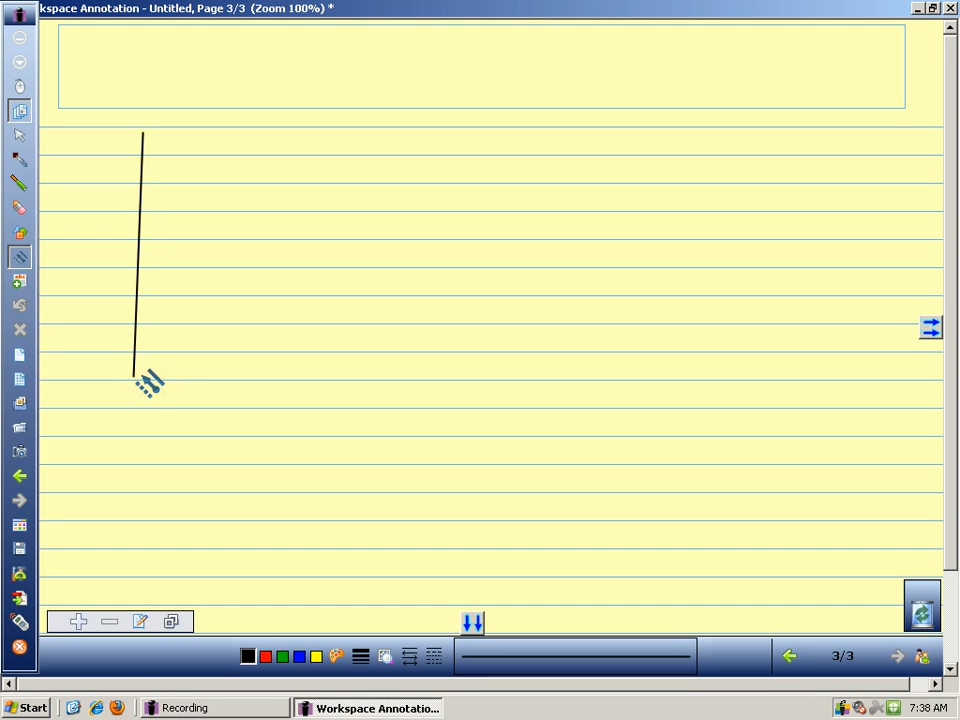 kspace Annotation - Untitled, Page 3/3 (Zoom 100%) *
3/3
Start
Recording
Workspace Annotatio...
7:38 AM